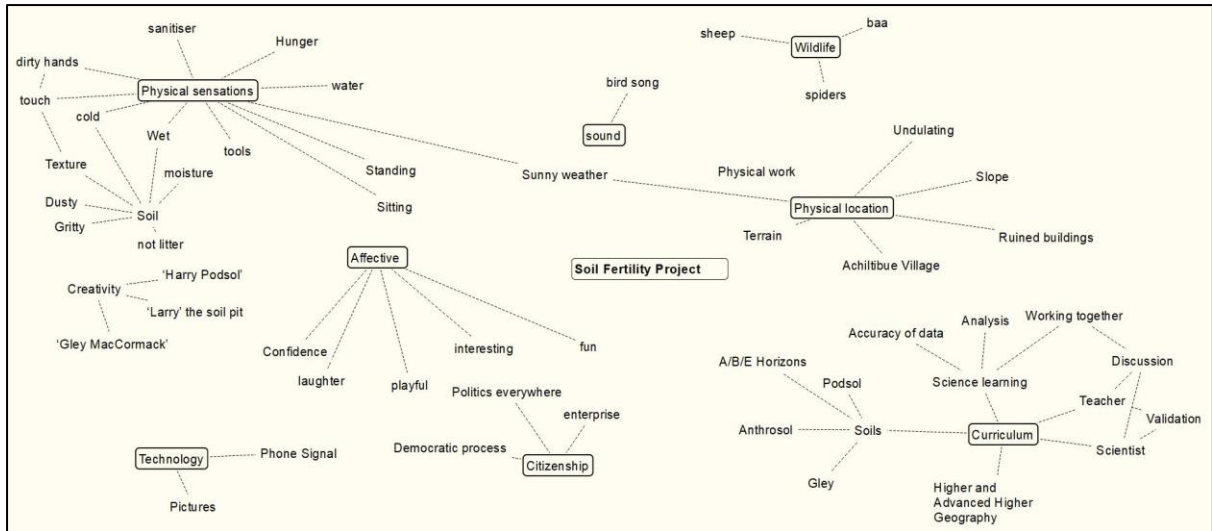 sanitiser
Hunger
dirty hands
Physical sensations
water
touch
cold
Wet
tools
Texture
moisture
Standing
Dusty
Sitting
Soil
Gritty
not litter
sheep
baa
Wildlife
spiders
bird song
sound
Undulating
Sunny weather
Physical work
Slope
Physical location
Terrain
Ruined buildings
Achiltibue Village
Affective
Soil Fertility Project
'Harry Podsol'
Creativity
'Larry' the soil pit
'Gley MacCormack'
Confidence
laughter
playful
interesting
fun
Politics everywhere
enterprise
Democratic process
Citizenship
Technology
Phone Signal
Pictures
Working together
Analysis
Accuracy of data
Discussion
A/B/E Horizons
Podsol
Science learning
Teacher
Validation
Anthrosol
Soils
Curriculum
Scientist
Gley
Higher and
Advanced Higher
Geography